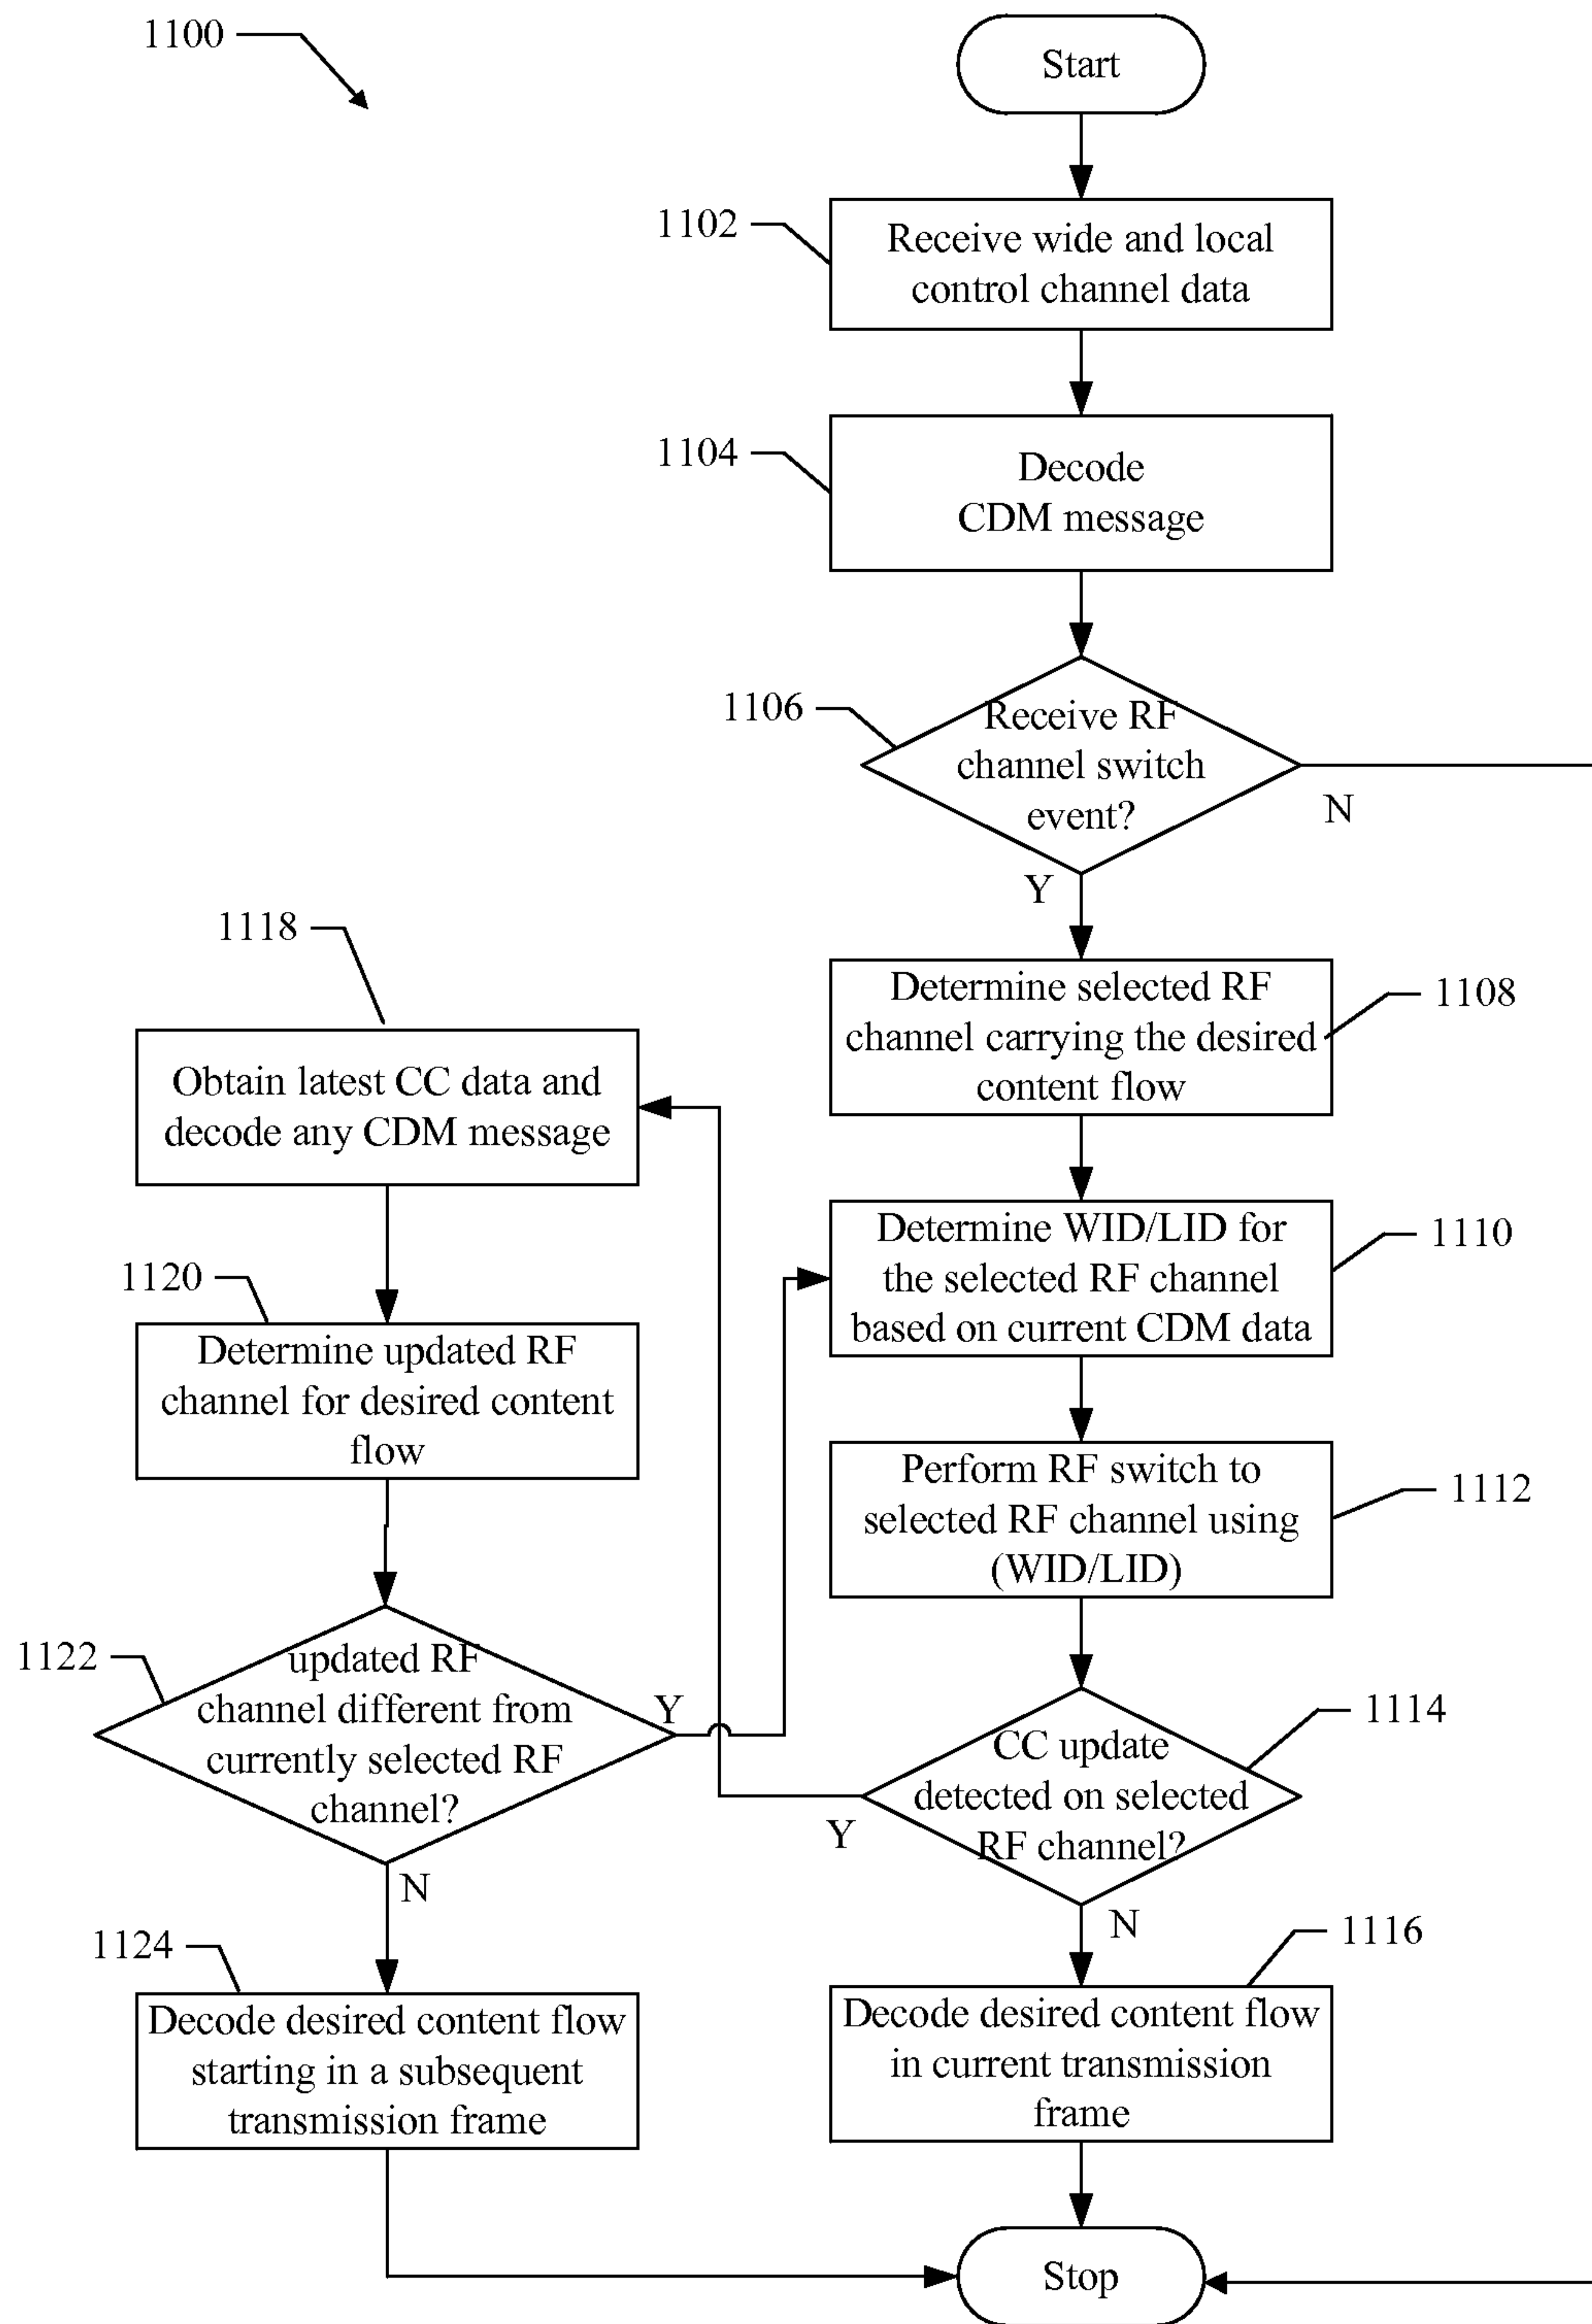 1100
Start
1102
Receive wide and local
control channel data
1104
Decode
CDM message
1106
Receive RF
channel switch
event?
N
Y
1108
Determine selected RF
channel carrying the desired
content flow
1110
Determine WID/LID for
the selected RF channel
based on current CDM data
1112
Perform RF switch to
selected RF channel using
(WID/LID)
1114
CC update
detected on selected
RF channel?
Y
N
1116
Decode desired content flow
in current transmission
frame
1118
Obtain latest CC data and
decode any CDM message
1120
Determine updated RF
channel for desired content
flow
1122
updated RF
channel different from
currently selected RF
channel?
Y
N
1124
Decode desired content flow
starting in a subsequent
transmission frame
Stop